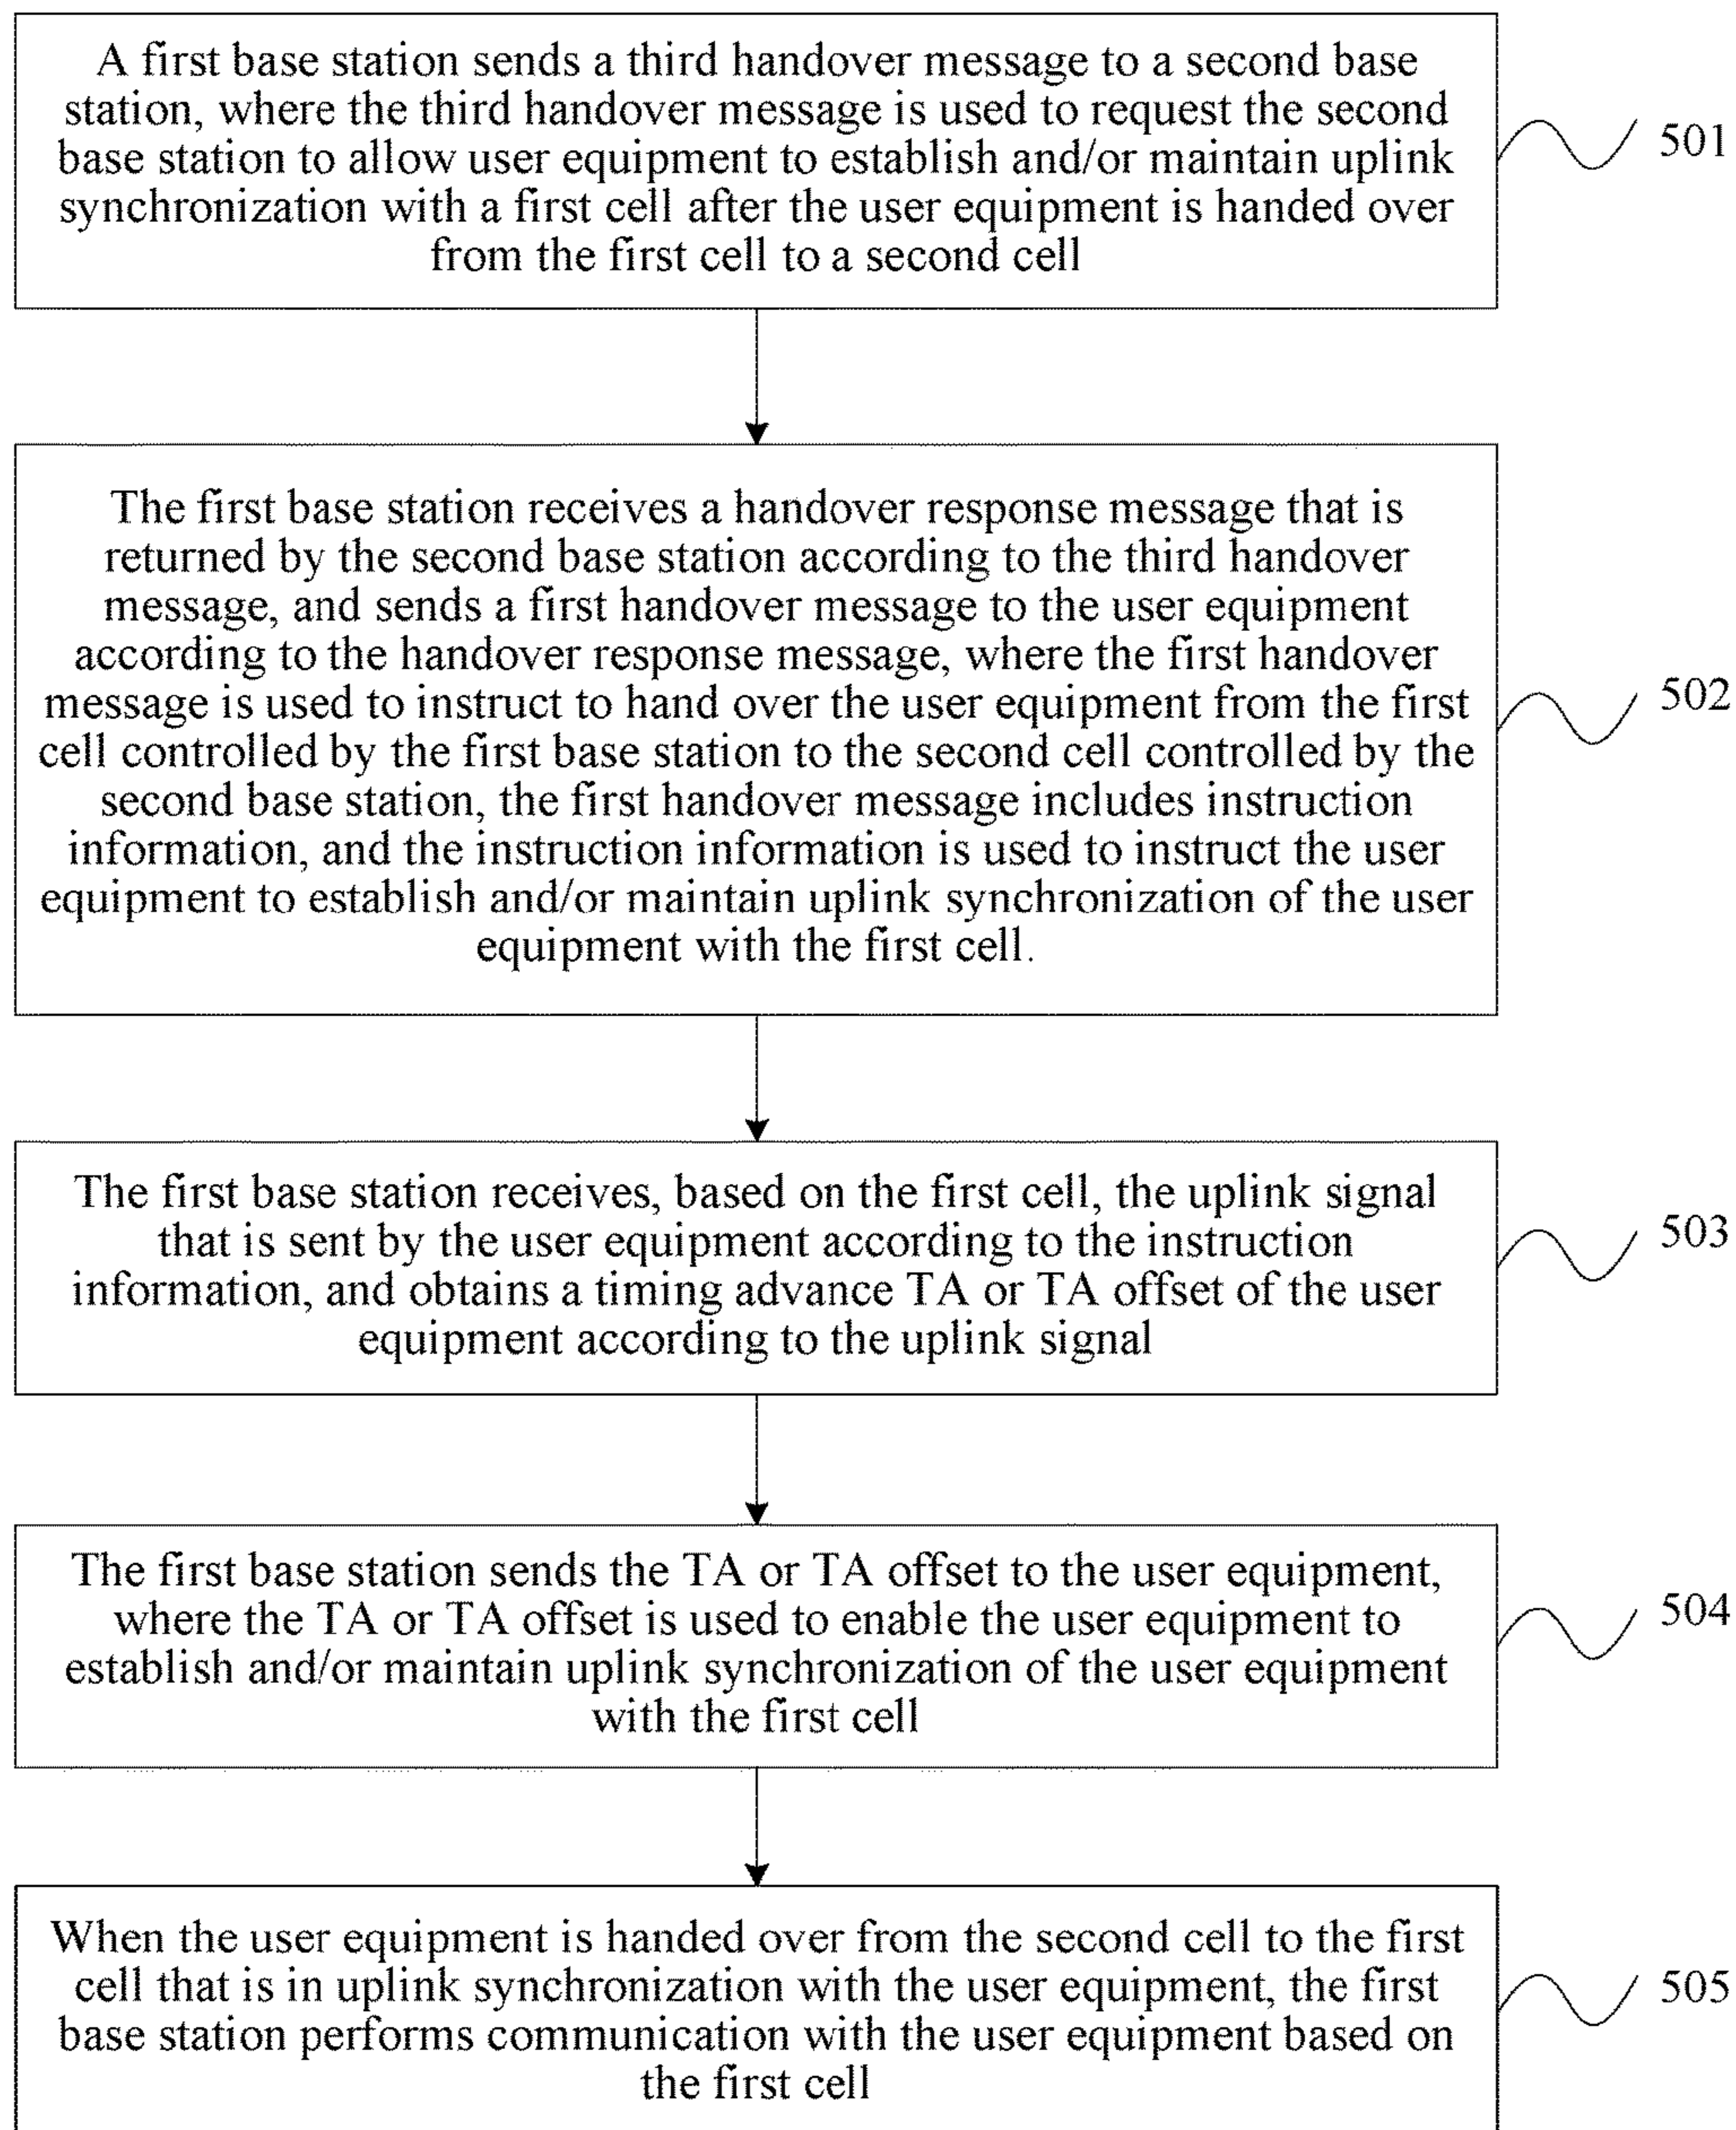 A first base station sends a third handover message to a second base
station, where the third handover message is used to request the second
base station to allow user equipment to establish and/or maintain uplink
synchronization with a first cell after the user equipment is handed over
from the first cell to a second cell
501
The first base station receives a handover response message that is
returned by the second base station according to the third handover
message, and sends a first handover message to the user equipment
according to the handover response message, where the first handover
message is used to instruct to hand over the user equipment from the first
cell controlled by the first base station to the second cell controlled by the
second base station, the first handover message includes instruction
information, and the instruction information is used to instruct the user
equipment to establish and/or maintain uplink synchronization of the user
equipment with the first cell.
502
The first base station receives, based on the first cell, the uplink signal
that is sent by the user equipment according to the instruction
information, and obtains a timing advance TA or TA offset of the user
equipment according to the uplink signal
503
The first base station sends the TA or TA offset to the user equipment,
where the TA or TA offset is used to enable the user equipment to
establish and/or maintain uplink synchronization of the user equipment
with the first cell
504
When the user equipment is handed over from the second cell to the first
cell that is in uplink synchronization with the user equipment, the first
base station performs communication with the user equipment based on
the first cell
505